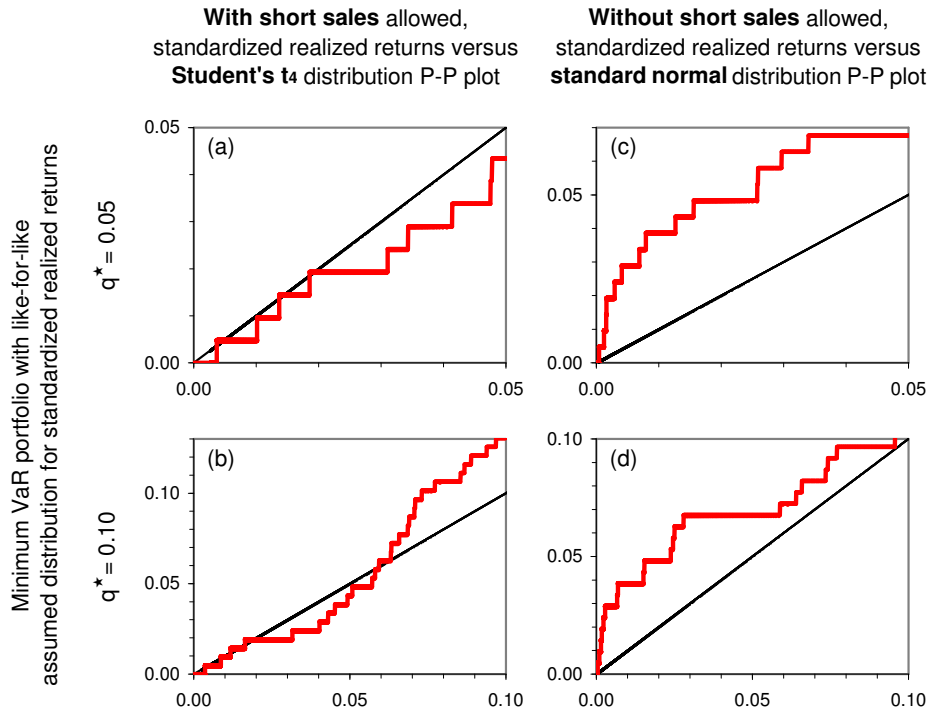 With short sales allowed,
standardized realized returns versus
Student's t4 distribution P-P plot
Without short sales allowed,
standardized realized returns versus
standard normal distribution P-P plot
Minimum VaR portfolio with like-for-like
assumed distribution for standardized realized returns
q* = 0.05
(a)
0.05
0.00
0.00
0.05
(c)
0.05
0.00
0.00
0.05
q* = 0.10
(b)
0.10
0.05
0.00
0.00
0.05
0.10
(d)
0.10
0.05
0.00
0.00
0.05
0.10